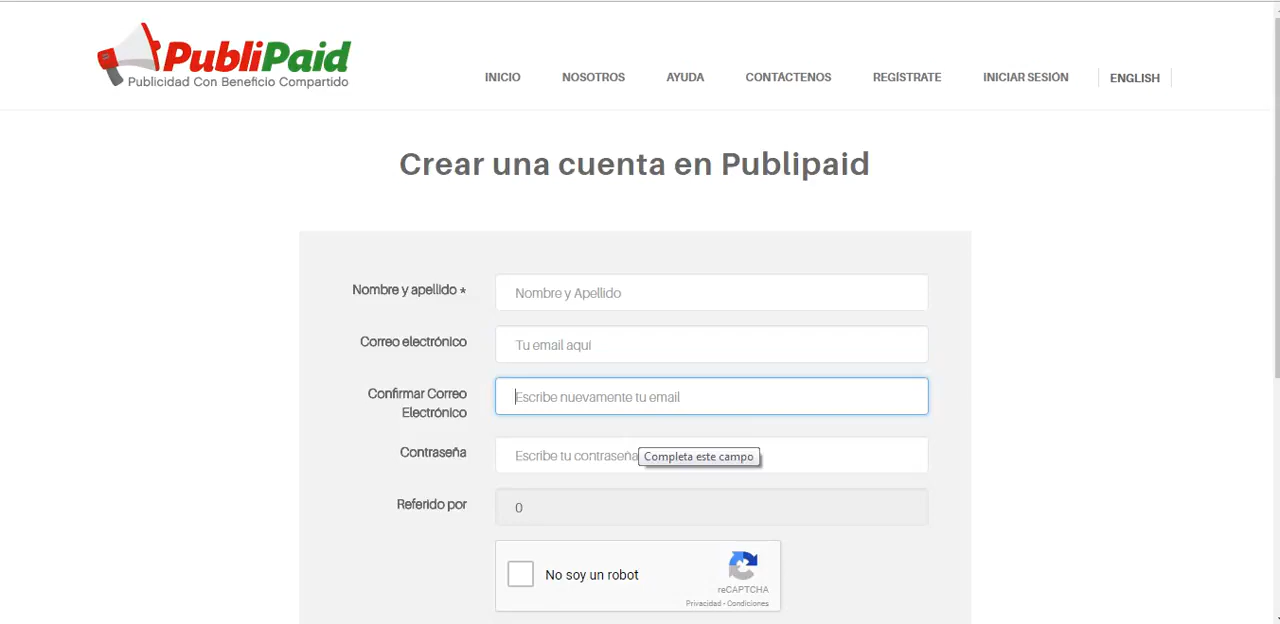 PubliPaid
Publicidad Con Beneficio Compartido
INICIO NOSOTROS AYUDA CONTÁCTENOS REGÍSTRATE INICIAR SESIÓN ENGLISH
Crear una cuenta en Publipaid
Nombre y apellido * Nombre y Apellido
Correo electrónico Tu email aquí
Confirmar Correo Escribe nuevamente tu email
Electrónico
Contraseña Escribe tu contraseña Completa este campo
Referido por 0
No soy un robot
reCAPTCHA
Privacidad - Condiciones